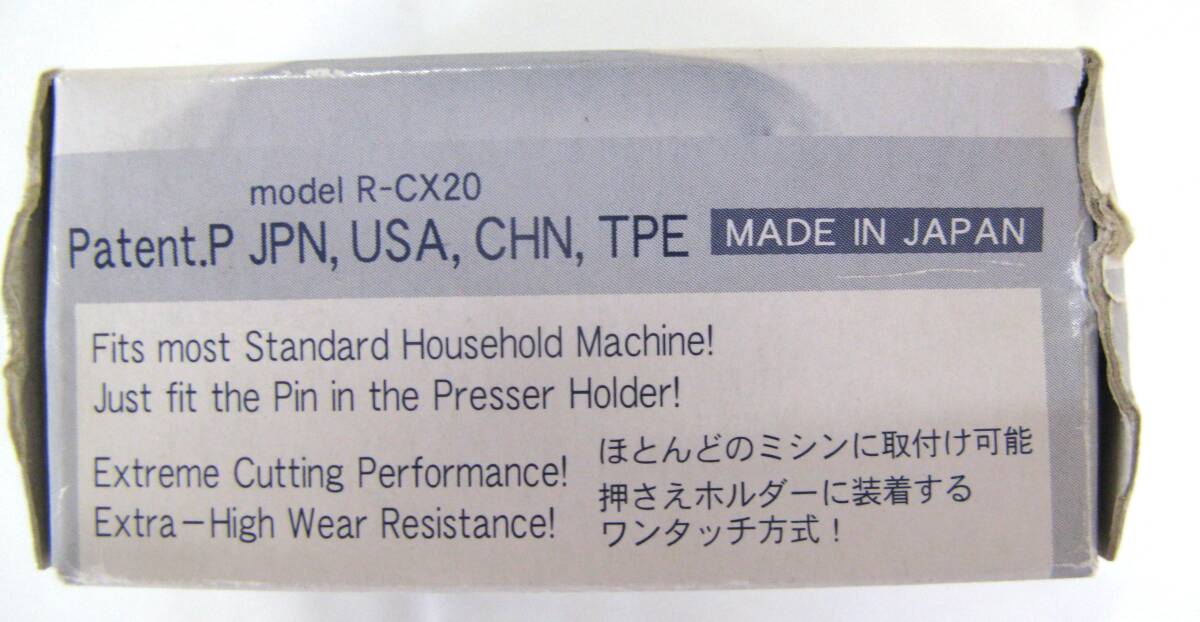 model R-CX20
Patent.P JPN, USA, CHN, TPE MADE IN JAPAN
Fits most Standard Household Machine!
Just fit the Pin in the Presser Holder!
Extreme Cutting Performance!
Extra-High Wear Resistance!
ほとんどのミシンに取付け可能
押さえホルダーに装着する
ワンタッチ方式！